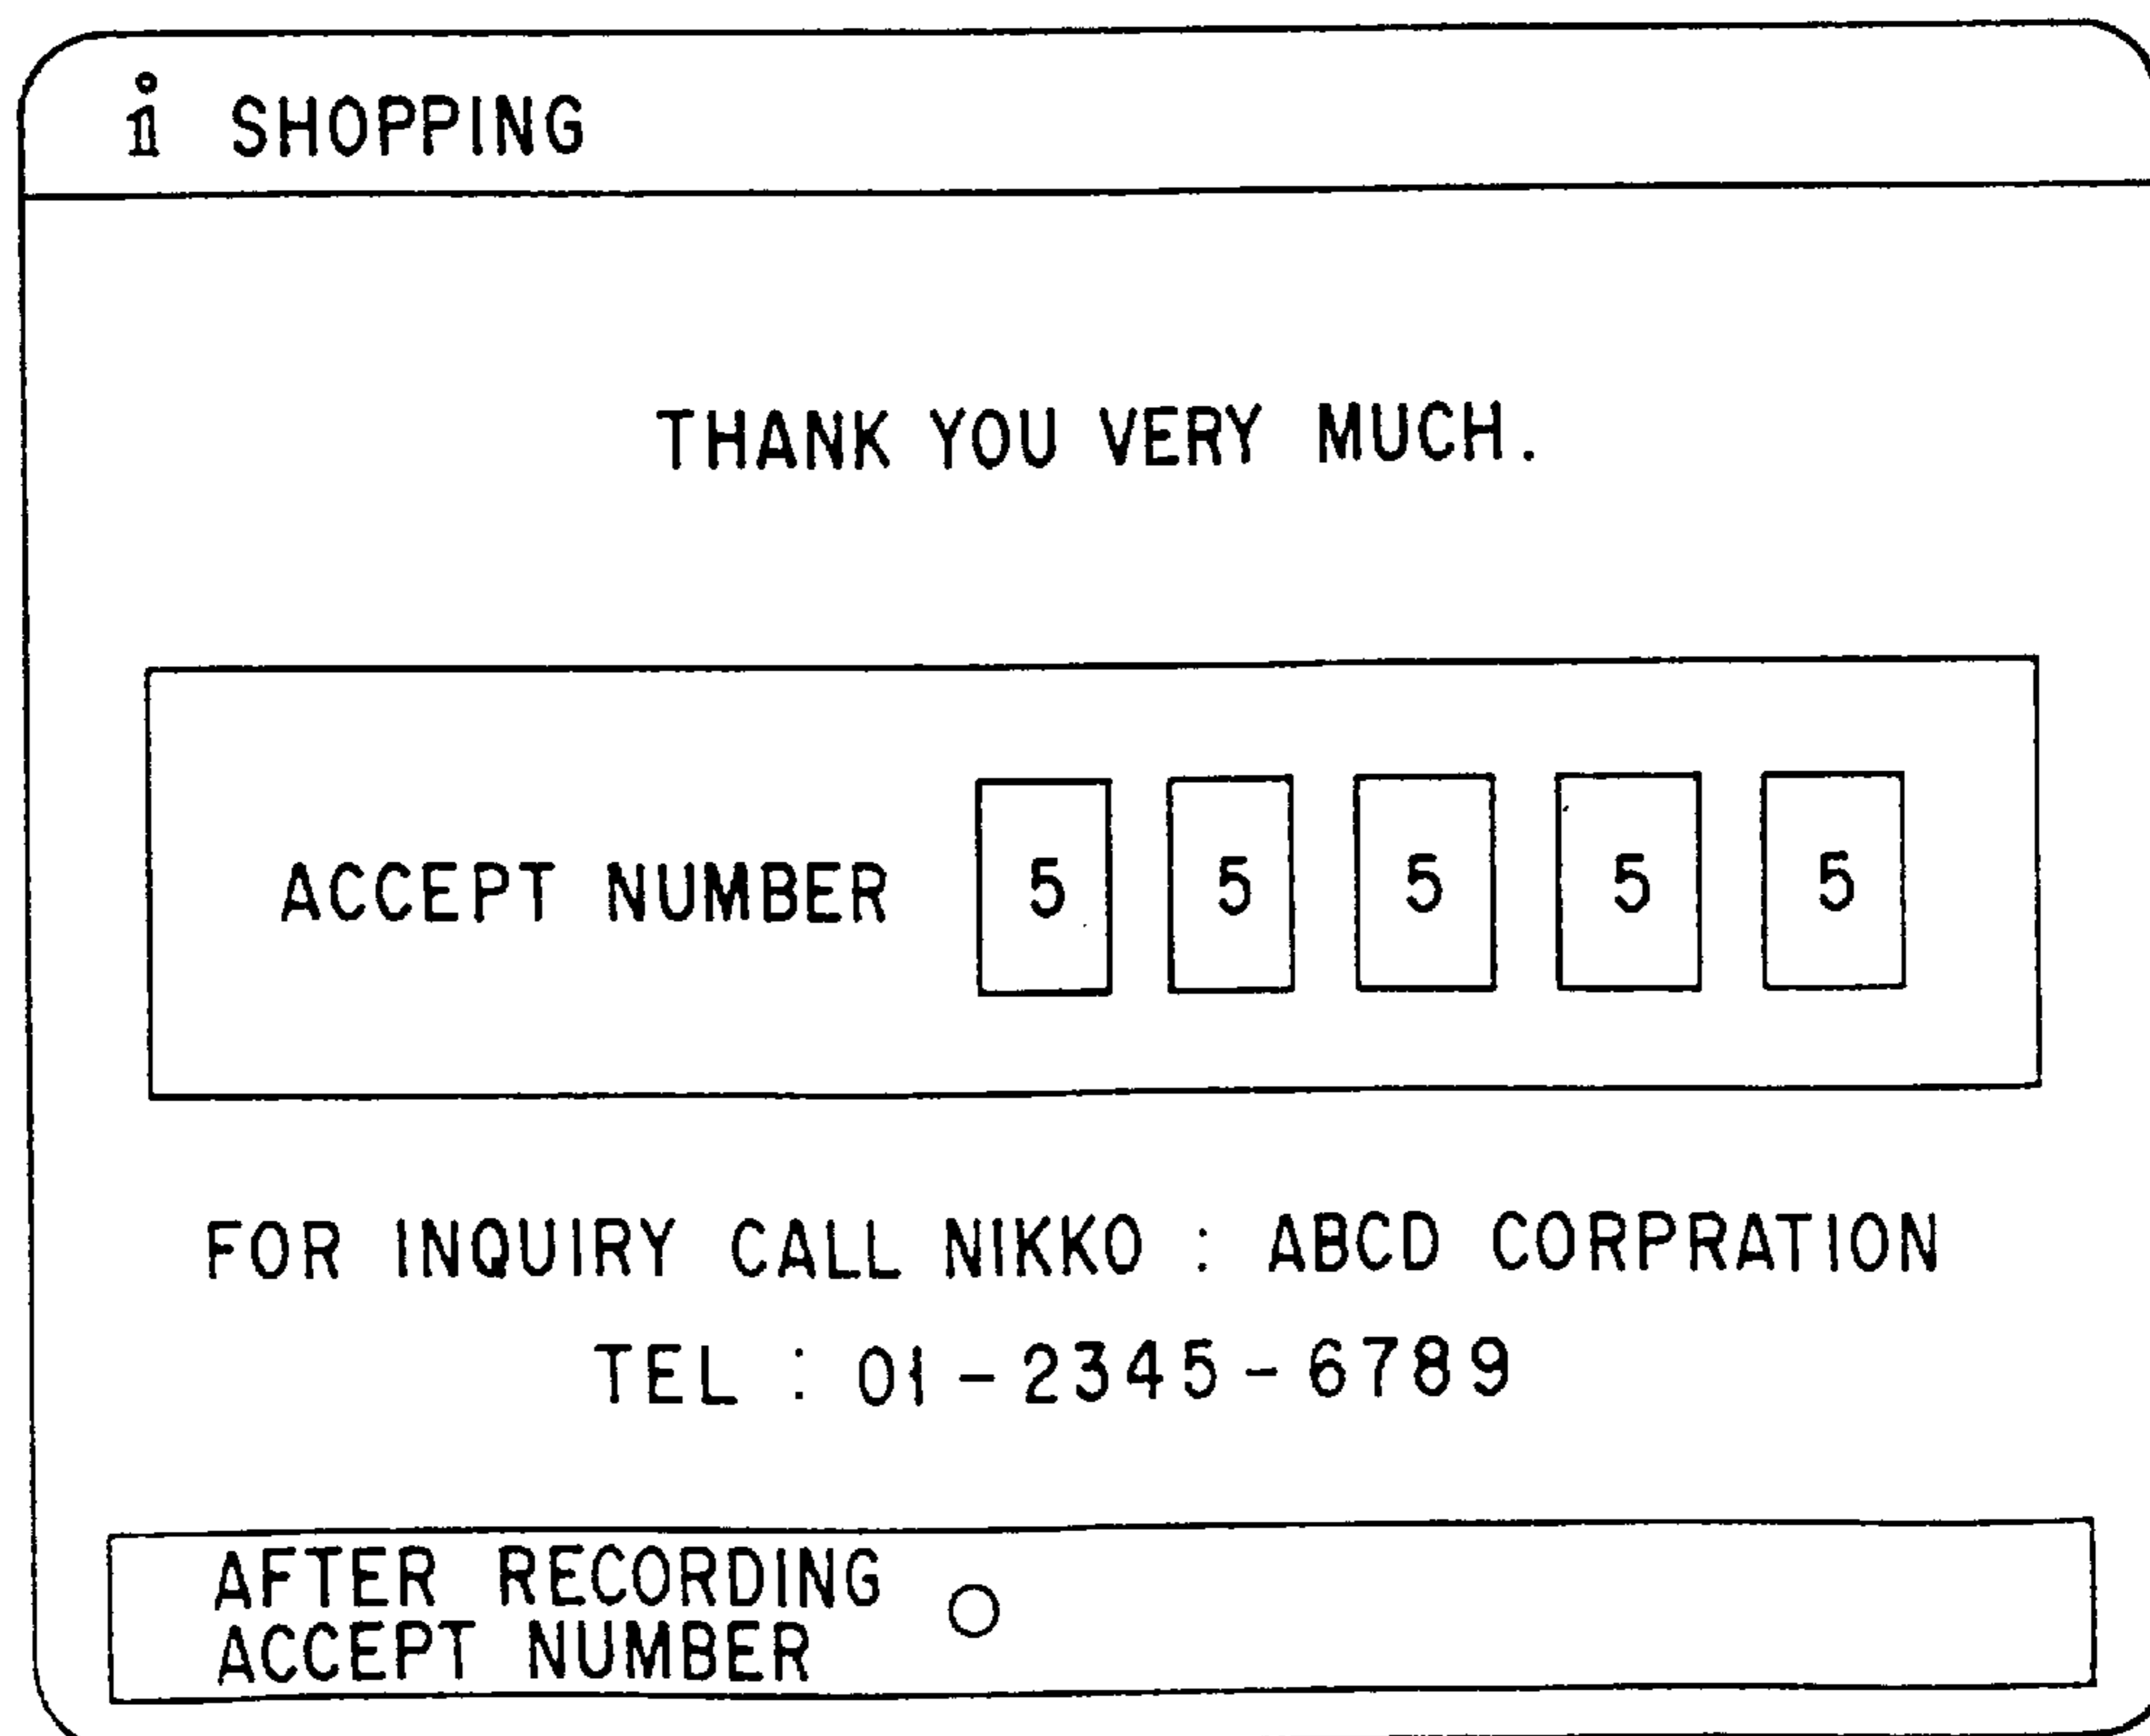 i SHOPPING
THANK YOU VERY MUCH.
ACCEPT NUMBER 5 5 5 5 5
FOR INQUIRY CALL NIKKO : ABCD CORPRATION
TEL : 01-2345-6789
AFTER RECORDING
ACCEPT NUMBER